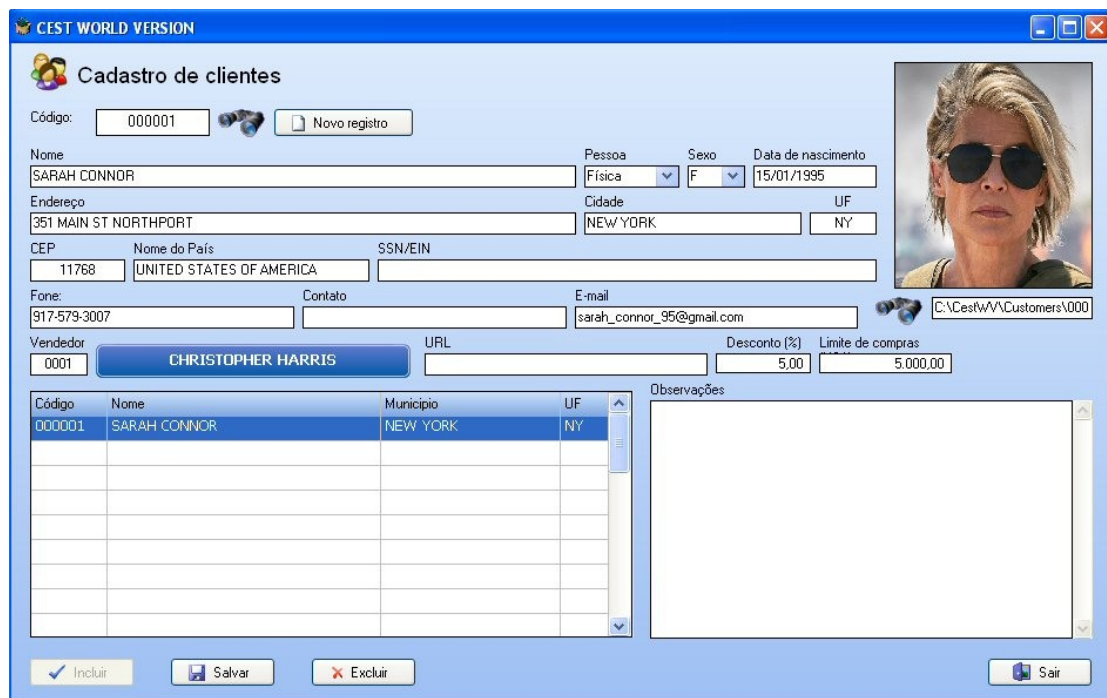 CEST WORLD VERSION
Cadastro de clientes
Código: 000001 Novo registro
Nome Pessoa Sexo Data de nascimento
SARAH CONNOR Física F 15/01/1995
Endereço Cidade UF
351 MAIN ST NORTHPORT NEW YORK NY
CEP Nome do País SSN/EIN
11768 UNITED STATES OF AMERICA
Fone: Contato E-mail
917-579-3007 sarah_connor_95@gmail.com C:\CestWV\Customers\000
Vendedor URL Desconto (%) Limite de compras
0001 CHRISTOPHER HARRIS 5,00 5.000,00
Observações
Código Nome Municipio UF
000001 SARAH CONNOR NEW YORK NY
Incluir Salvar Excluir Sair